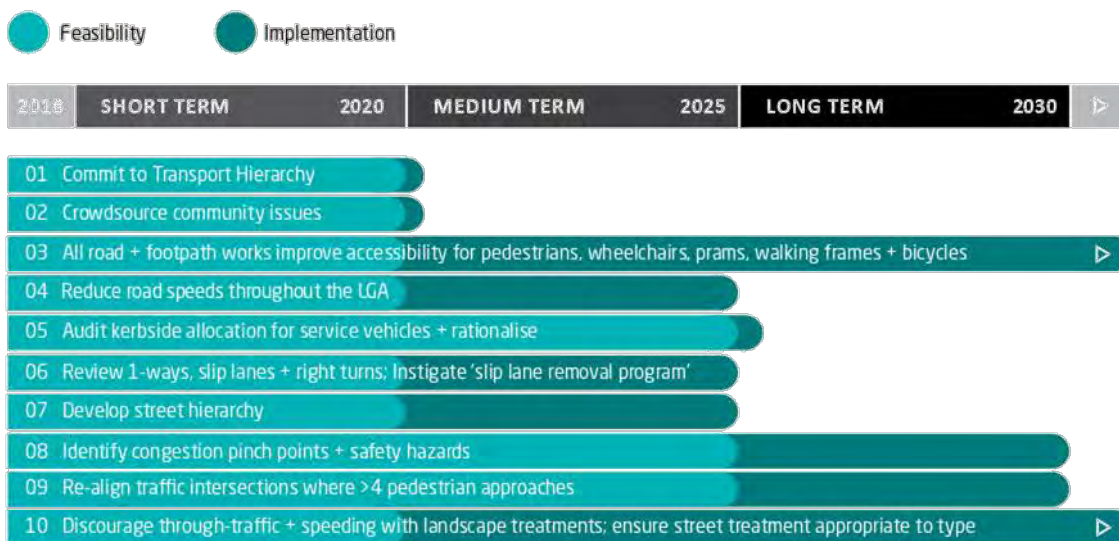 Feasibility Implementation
2016 SHORT TERM 2020 MEDIUM TERM 2025 LONG TERM 2030
01 Commit to Transport Hierarchy
02 Crowdsource community issues
03 All road + footpath works improve accessibility for pedestrians, wheelchairs, prams, walking frames + bicycles
04 Reduce road speeds throughout the LGA
05 Audit kerbside allocation for service vehicles + rationalise
06 Review 1-ways, slip lanes + right turns; Instigate 'slip lane removal program'
07 Develop street hierarchy
08 Identify congestion pinch points + safety hazards
09 Re-align traffic intersections where >4 pedestrian approaches
10 Discourage through-traffic + speeding with landscape treatments; ensure street treatment appropriate to type